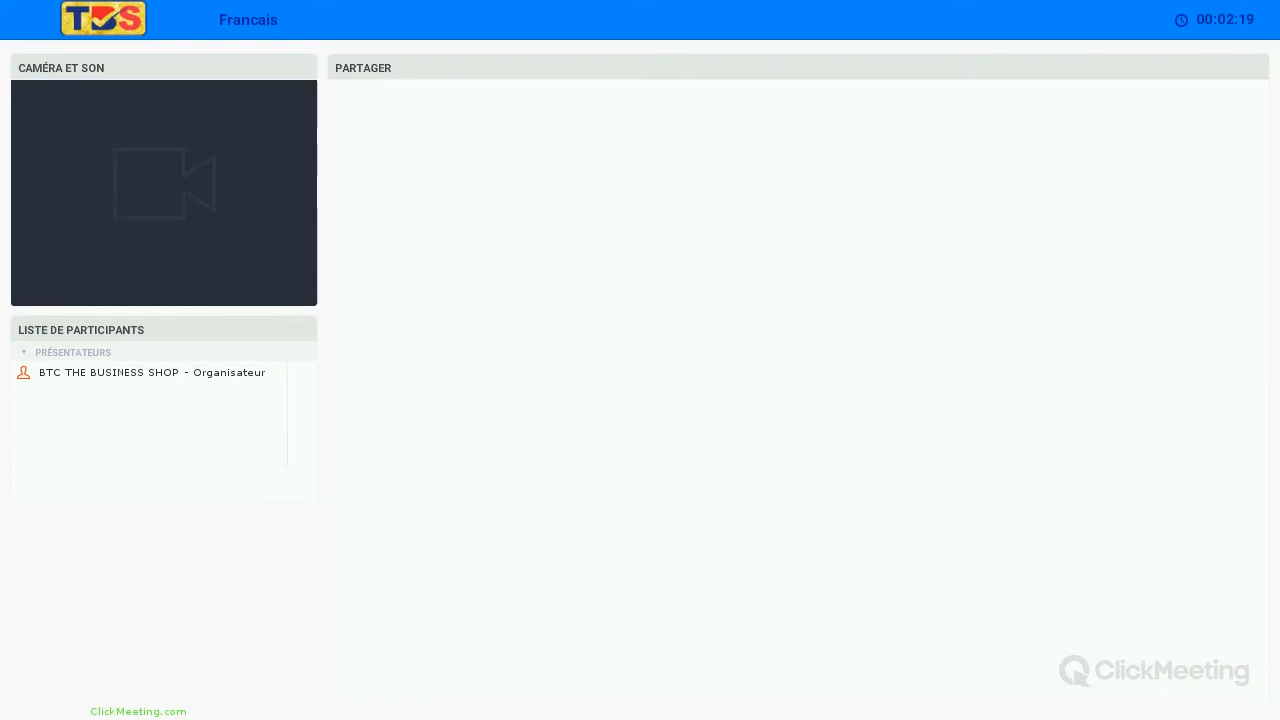 TBS
Francais
00:02:19
CAMÉRA ET SON
PARTAGER
LISTE DE PARTICIPANTS
PRÉSENTATEURS
BTC THE BUSINESS SHOP - Organisateur
ClickMeeting
ClickMeeting.com